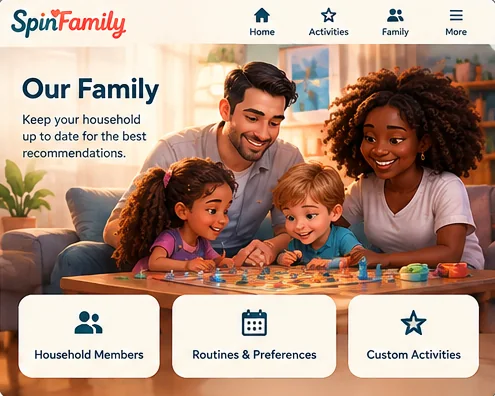 SpinFamily
Home
Activities
Family
More
Our Family
Keep your household
up to date for the best
recommendations.
Household Members
Routines & Preferences
Custom Activities